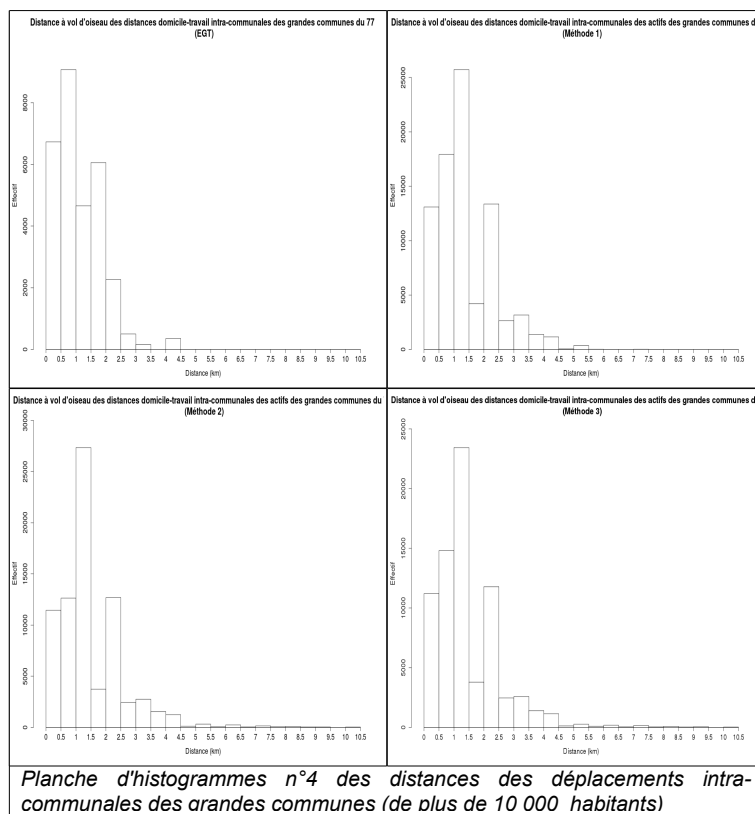 Distance à vol d'oiseau des distances domicile-travail intra-communales des grandes communes du 77
(EGT)
8000
6000
4000
2000
0
Effectif
0 0.5 1 1.5 2 2.5 3 3.5 4 4.5 5 5.5 6 6.5 7 7.5 8 8.5 9 9.5 10 10.5
Distance (km)
Distance à vol d'oiseau des distances domicile-travail intra-communales des actifs des grandes communes d
(Méthode 1)
25000
20000
15000
10000
5000
0
Effectif
0 0.5 1 1.5 2 2.5 3 3.5 4 4.5 5 5.5 6 6.5 7 7.5 8 8.5 9 9.5 10 10.5
Distance (km)
Distance à vol d'oiseau des distances domicile-travail intra-communales des actifs des grandes communes du
(Méthode 2)
30000
25000
20000
15000
10000
5000
0
Effectif
0 0.5 1 1.5 2 2.5 3 3.5 4 4.5 5 5.5 6 6.5 7 7.5 8 8.5 9 9.5 10 10.5
Distance (km)
Distance à vol d'oiseau des distances domicile-travail intra-communales des actifs des grandes communes d
(Méthode 3)
25000
20000
15000
10000
5000
0
Effectif
0 0.5 1 1.5 2 2.5 3 3.5 4 4.5 5 5.5 6 6.5 7 7.5 8 8.5 9 9.5 10 10.5
Distance (km)
Planche d'histogrammes n°4 des distances des déplacements intra-
communales des grandes communes (de plus de 10 000 habitants)